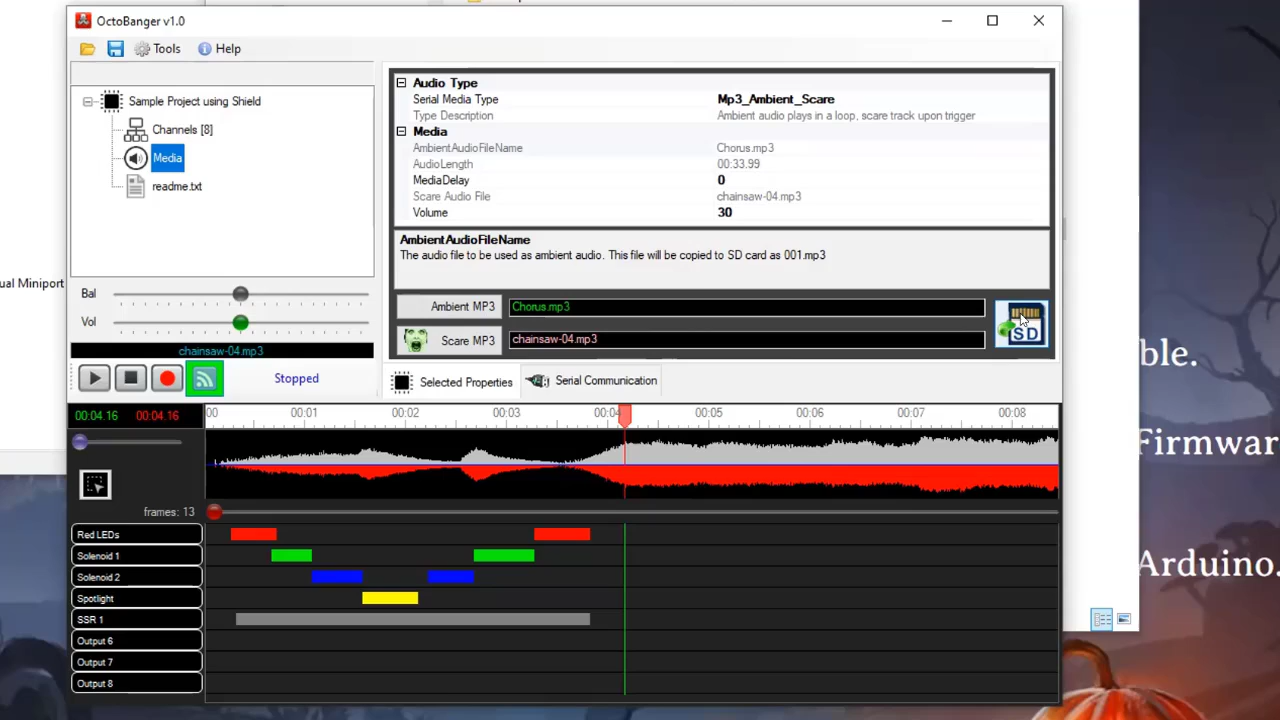 OctoBanger v1.0
Tools Help
Sample Project using Shield
Channels [8]
Media
readme.txt
Audio Type
Serial Media Type Mp3_Ambient_Scare
Type Description Ambient audio plays in a loop, scare track upon trigger
Media
AmbientAudioFileName Chorus.mp3
AudioLength 00:33.99
MediaDelay 0
Scare Audio File chainsaw-04.mp3
Volume 30
AmbientAudioFileName
The audio file to be used as ambient audio. This file will be copied to SD card as 001.mp3
ual Miniport
Bal
Vol
chainsaw-04.mp3
Ambient MP3 Chorus.mp3
Scare MP3 chainsaw-04.mp3
SD
Stopped
Selected Properties Serial Communication
00:04.16 00:04.16
00 00:01 00:02 00:03 00:04 00:05 00:06 00:07 00:08
frames: 13
Red LEDs
Solenoid 1
Solenoid 2
Spotlight
SSR 1
Output 6
Output 7
Output 8
ble.
Firmwar
Arduino.